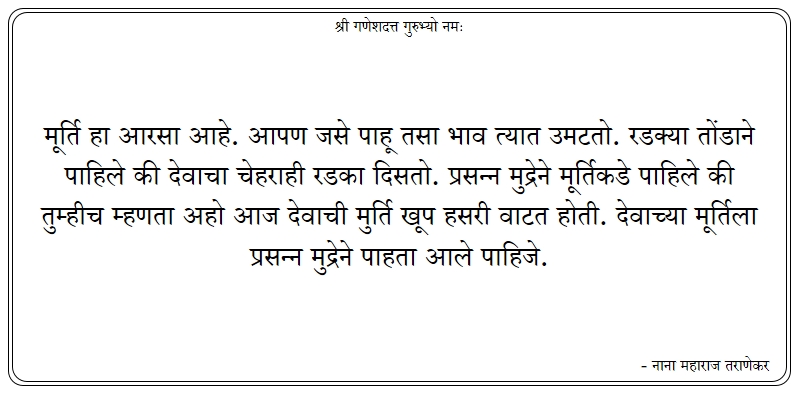 श्री गणेशदत्त गुरुभ्यो नमः
मूर्ति हा आरसा आहे. आपण जसे पाहू तसा भाव त्यात उमटतो. रडक्या तोंडाने
पाहिले की देवाचा चेहराही रडका दिसतो. प्रसन्न मुद्रेने मूर्तिकडे पाहिले की
तुम्हीच म्हणता अहो आज देवाची मुर्ति खूप हसरी वाटत होती. देवाच्या मूर्तिला
प्रसन्न मुद्रेने पाहता आले पाहिजे.
- नाना महाराज तराणेकर